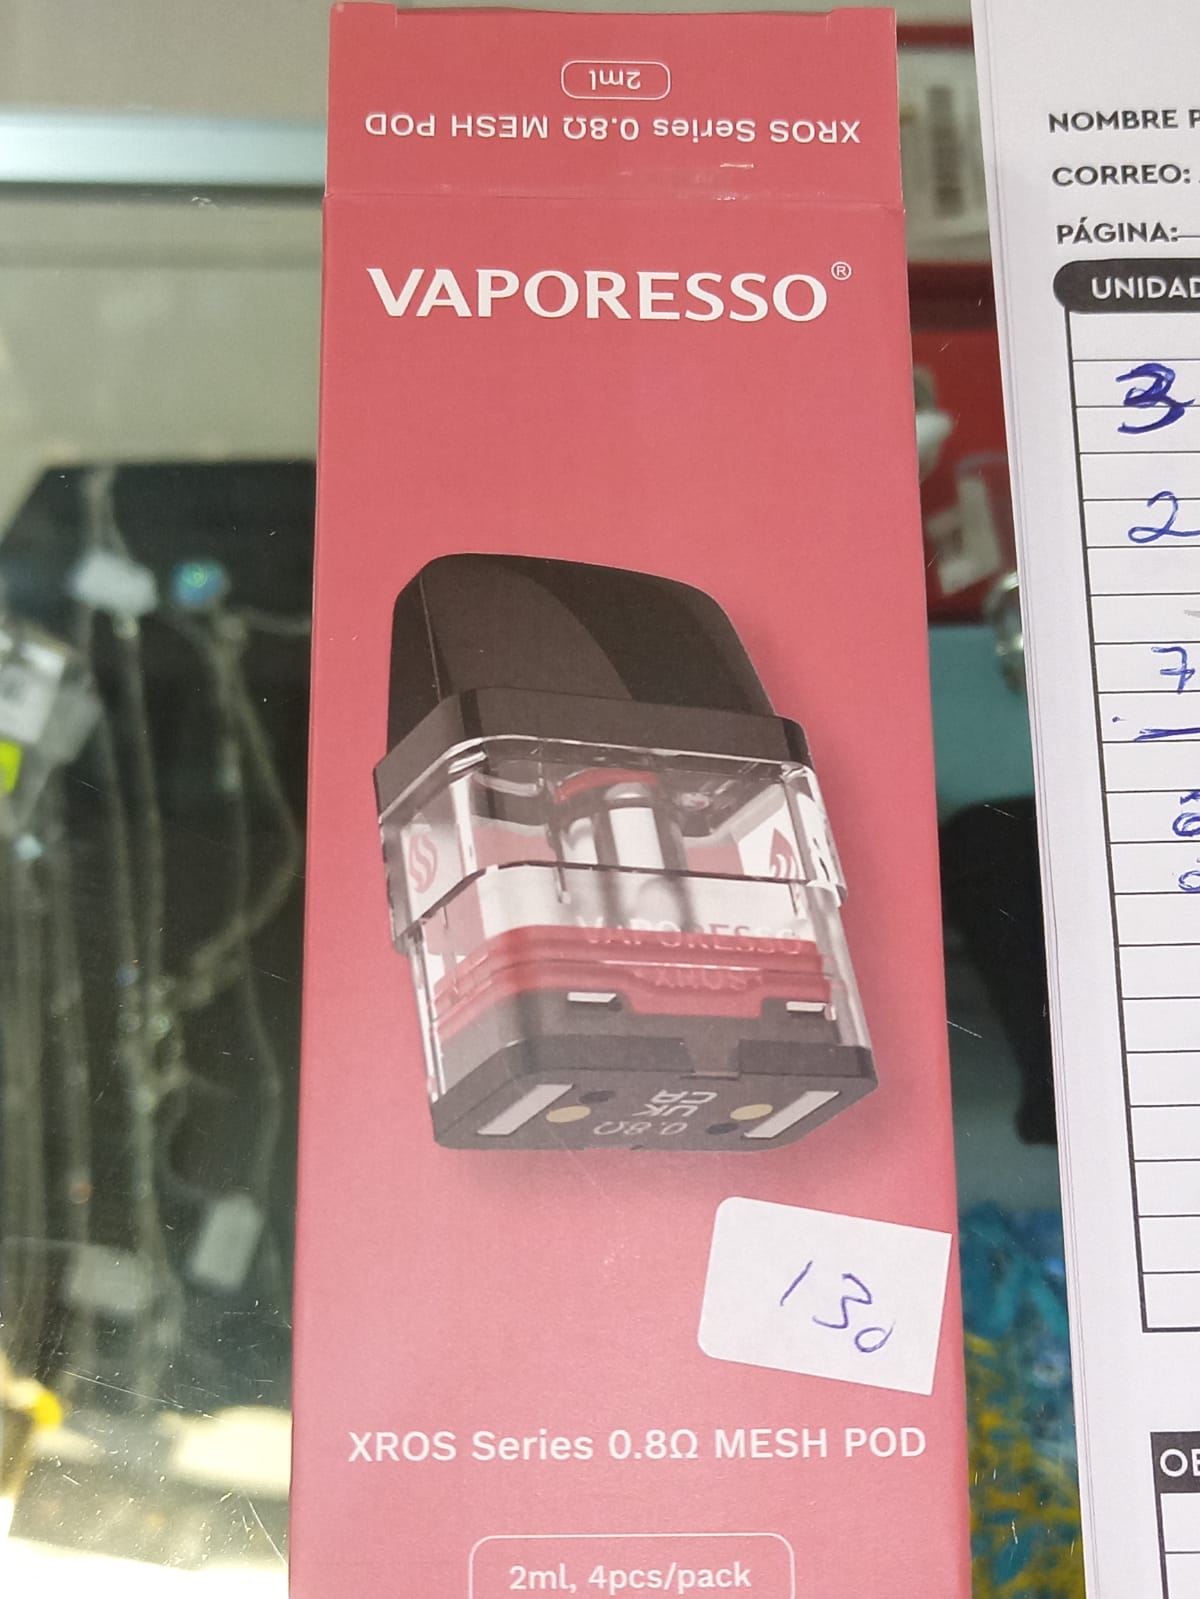 2ml
XROS Series 0.8Ω MESH POD
VAPORESSO®
VAPORESSO
XROS
0.8Ω
UK
CA
130
XROS Series 0.8Ω MESH POD
2ml, 4pcs/pack
NOMBRE P
CORREO:
PÁGINA:
UNIDAD
3
2
7
OB